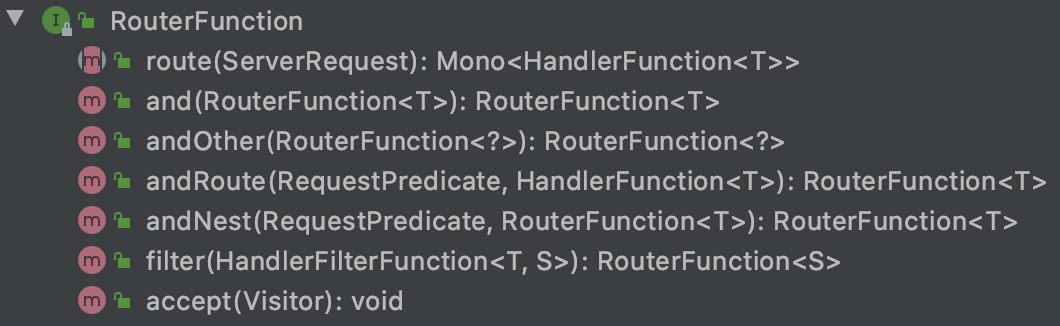 RouterFunction
route(ServerRequest): Mono<HandlerFunction<T>>
and(RouterFunction<T>): RouterFunction<T>
andOther(RouterFunction<?>): RouterFunction<?>
andRoute(RequestPredicate, HandlerFunction<T>): RouterFunction<T>
andNest(RequestPredicate, RouterFunction<T>): RouterFunction<T>
filter(HandlerFilterFunction<T, S>): RouterFunction<S>
accept(Visitor): void